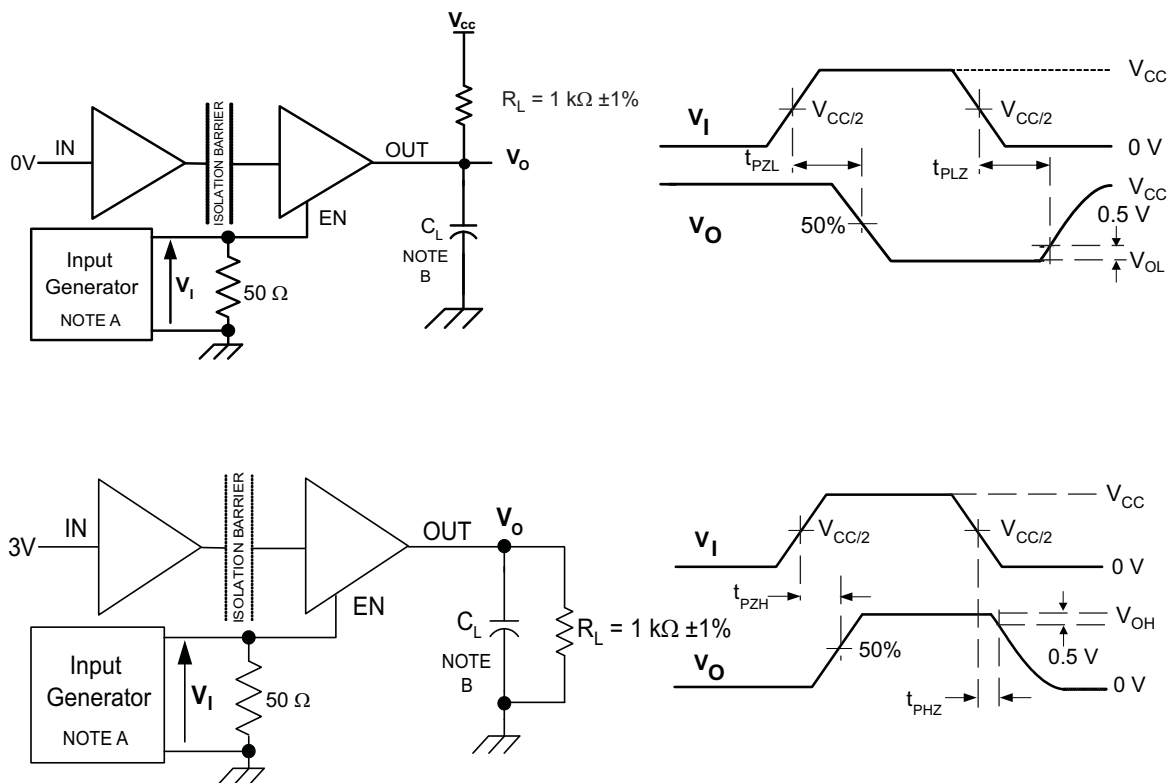 Vcc
RL = 1 kΩ ±1%
0V
IN
ISOLATION BARRIER
OUT
VO
EN
CL
NOTE
B
Input
Generator
NOTE A
VI
50 Ω
VCC
VI
VCC/2
VCC/2
0 V
tPZL
tPLZ
VCC
0.5 V
VO
50%
VOL
3V
IN
ISOLATION BARRIER
OUT
VO
EN
CL
NOTE
B
RL = 1 kΩ ±1%
Input
Generator
NOTE A
VI
50 Ω
VCC
VI
VCC/2
VCC/2
0 V
tPZH
VOH
0.5 V
VO
50%
0 V
tPHZ